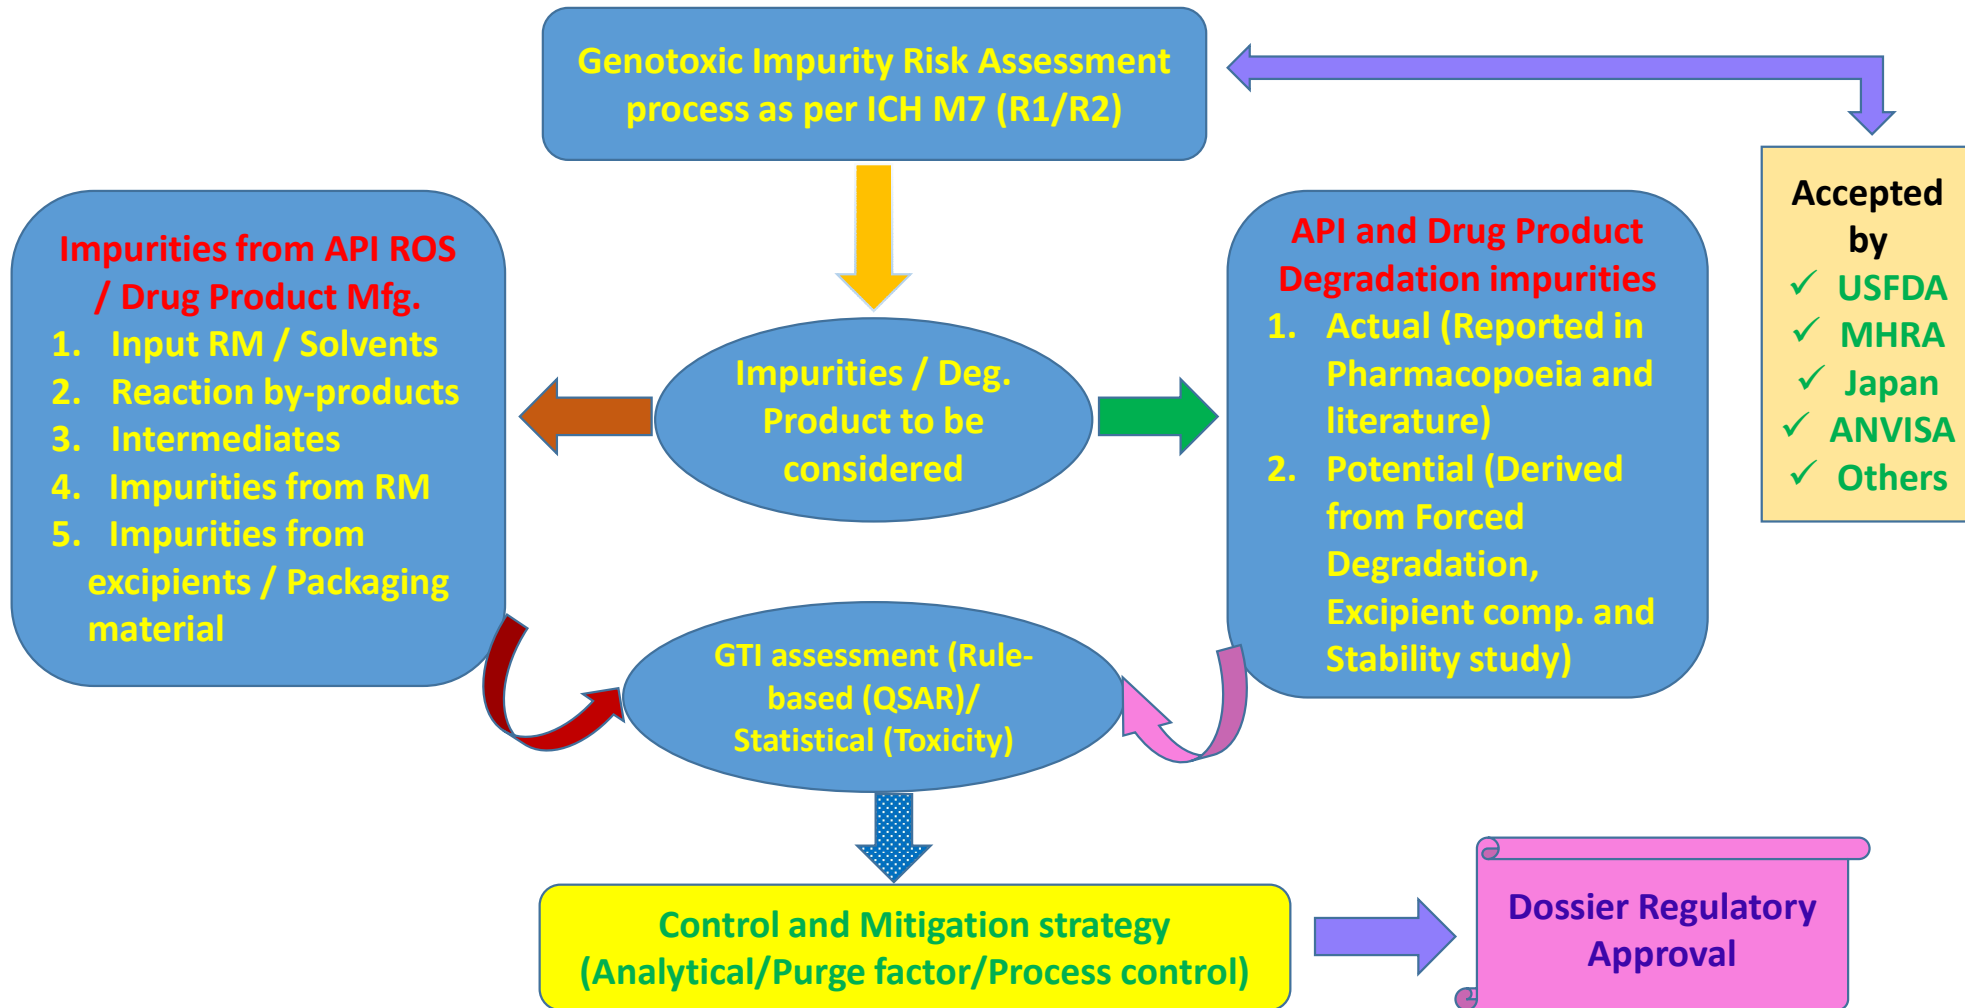 Genotoxic Impurity Risk Assessment
process as per ICH M7 (R1/R2)
Impurities from API ROS
/ Drug Product Mfg.
1. Input RM / Solvents
2. Reaction by-products
3. Intermediates
4. Impurities from RM
5. Impurities from
excipients / Packaging
material
Impurities / Deg.
Product to be
considered
API and Drug Product
Degradation impurities
1. Actual (Reported in
Pharmacopoeia and
literature)
2. Potential (Derived
from Forced
Degradation,
Excipient comp. and
Stability study)
Accepted
by
✓ USFDA
✓ MHRA
✓ Japan
✓ ANVISA
✓ Others
GTI assessment (Rule-
based (QSAR)/
Statistical (Toxicity)
Control and Mitigation strategy
(Analytical/Purge factor/Process control)
Dossier Regulatory
Approval